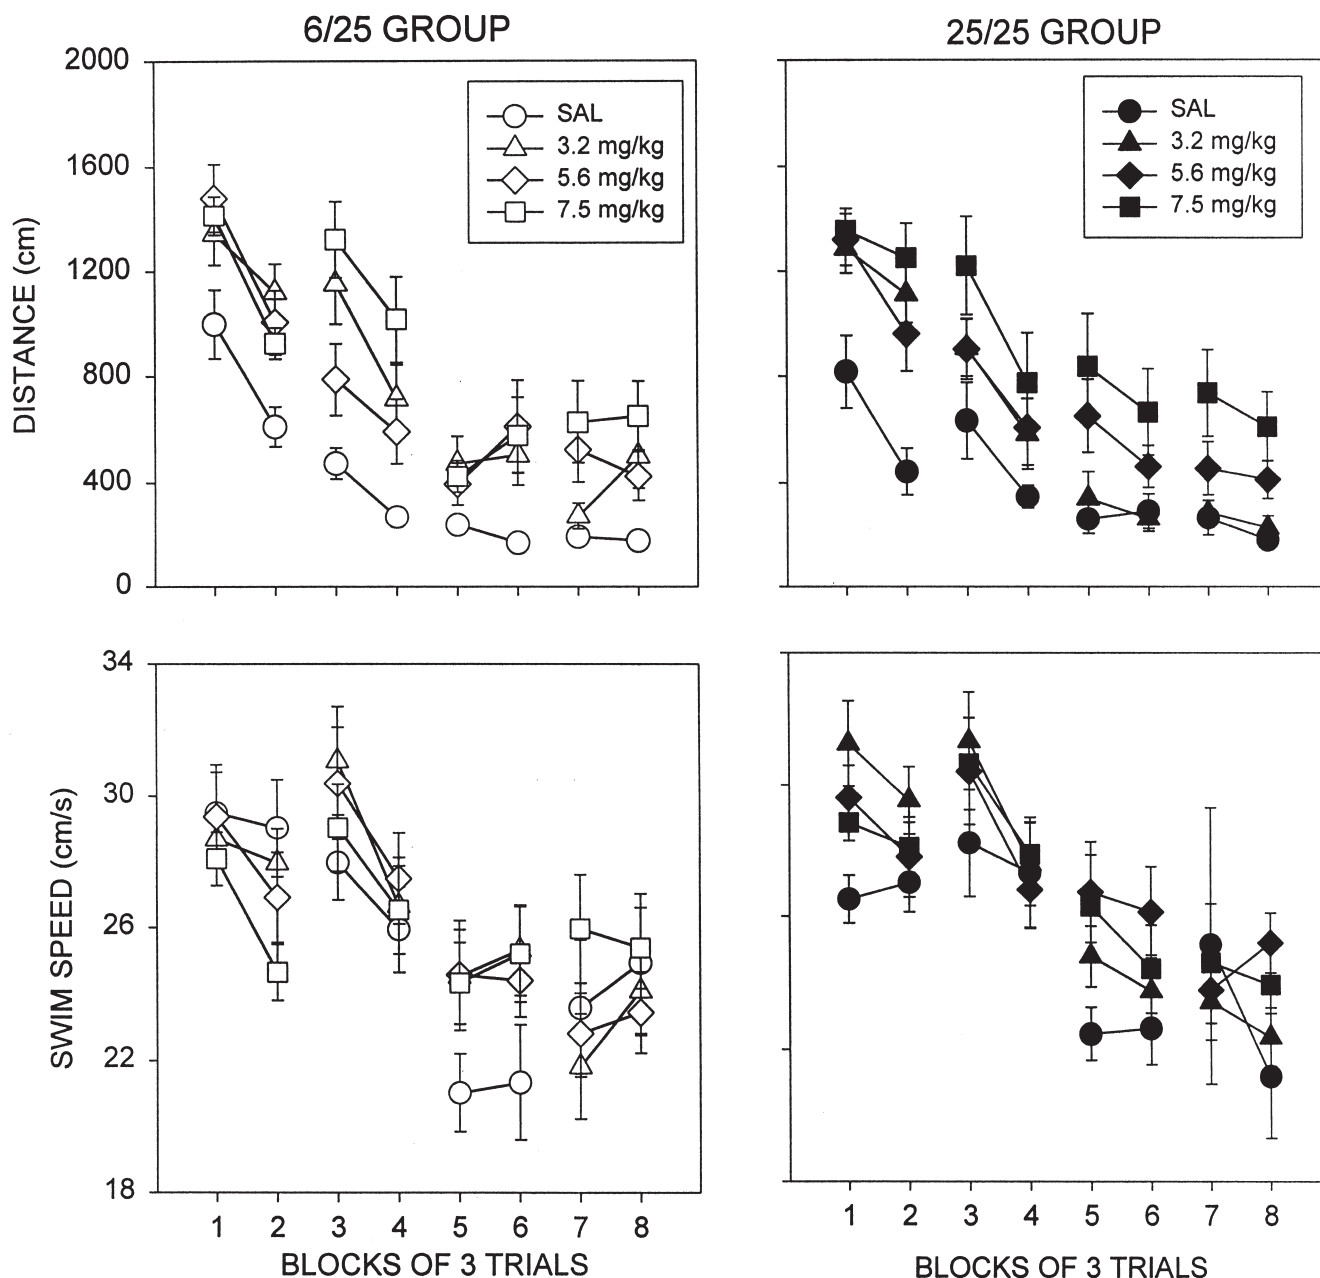 6/25 GROUP
25/25 GROUP
DISTANCE (cm)
2000
1600
1200
800
400
0
SAL
3.2 mg/kg
5.6 mg/kg
7.5 mg/kg
SAL
3.2 mg/kg
5.6 mg/kg
7.5 mg/kg
SWIM SPEED (cm/s)
34
30
26
22
18
1 2 3 4 5 6 7 8
BLOCKS OF 3 TRIALS
1 2 3 4 5 6 7 8
BLOCKS OF 3 TRIALS